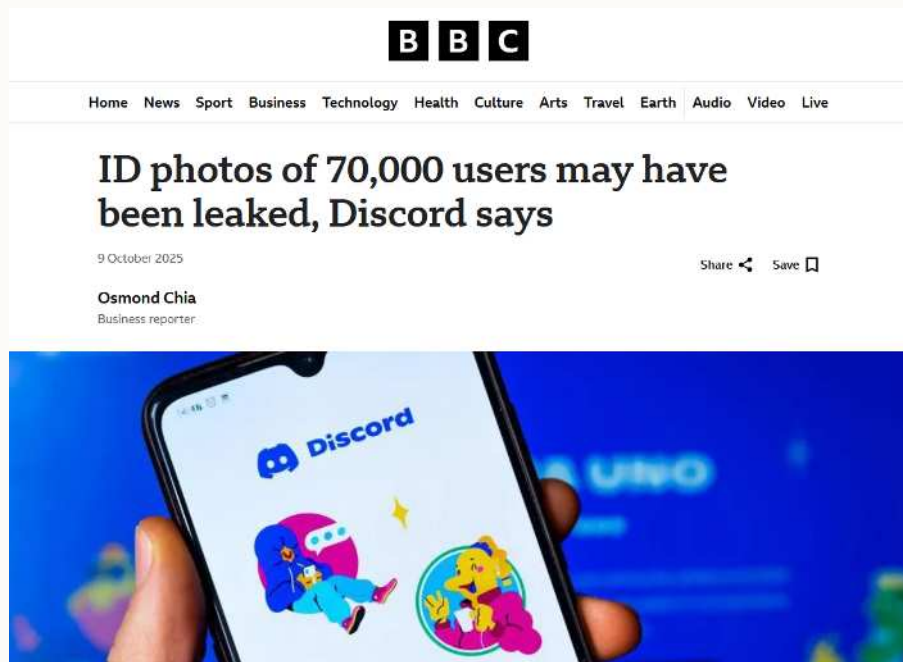 BBC
Home News Sport Business Technology Health Culture Arts Travel Earth Audio Video Live
ID photos of 70,000 users may have
been leaked, Discord says
9 October 2025
Share Save
Osmond Chia
Business reporter
Discord
UNO